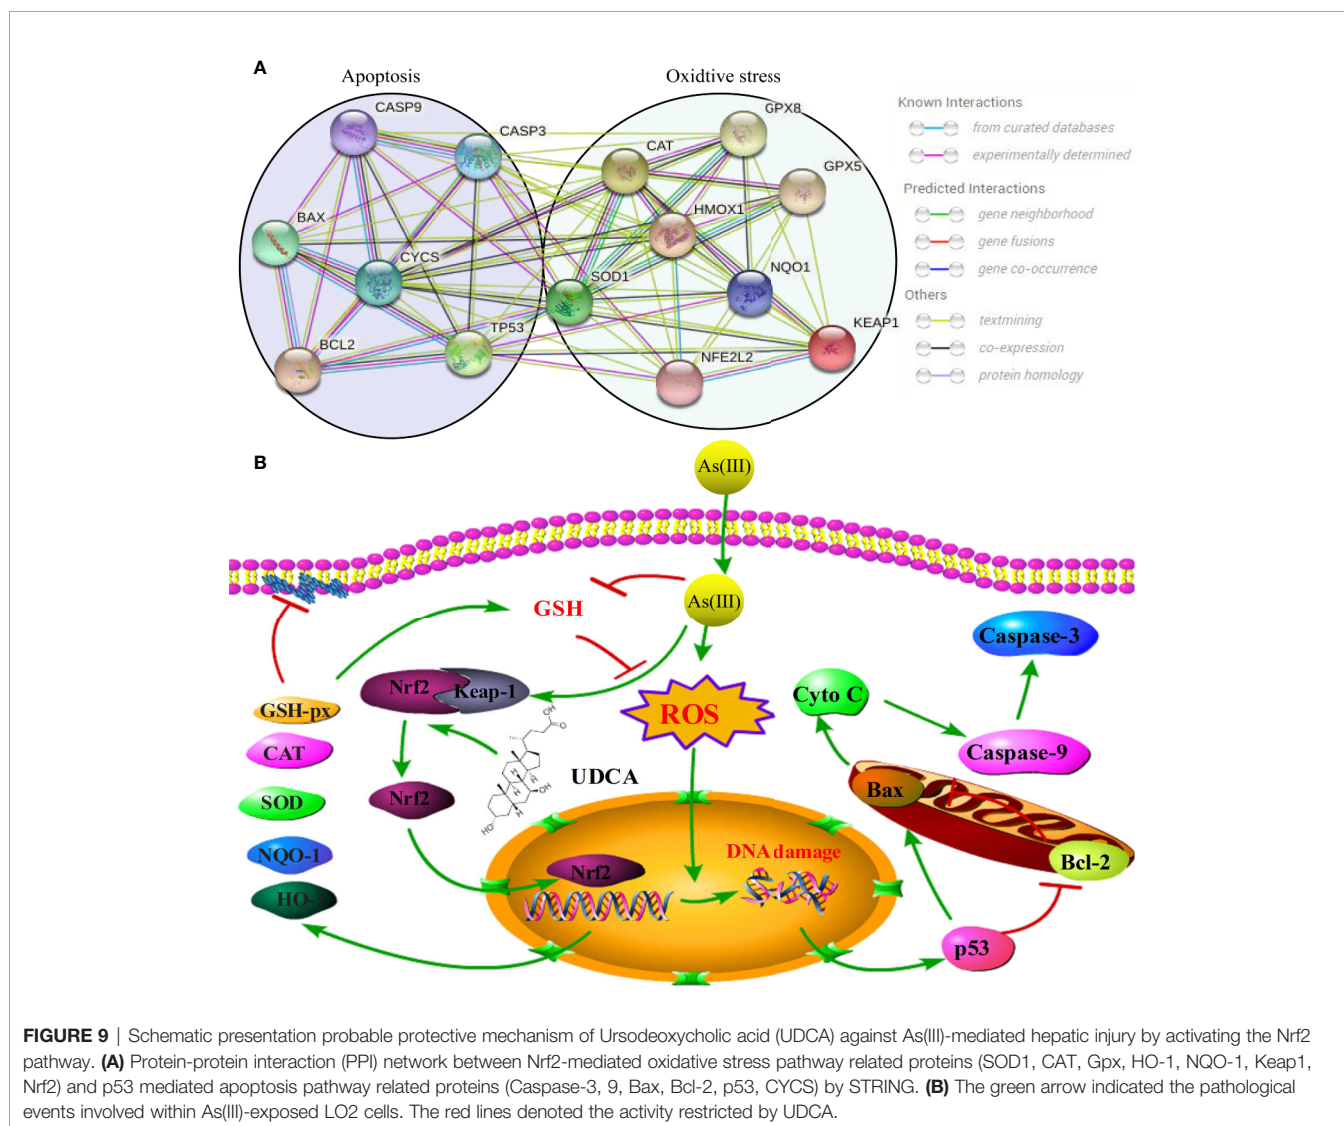 A
Apoptosis
Oxidtive stress
CASP9
CASP3
BAX
CYCS
BCL2
TP53
CAT
GPX8
GPX5
HMOX1
SOD1
NQO1
KEAP1
NFE2L2
Known Interactions
from curated databases
experimentally determined
Predicted Interactions
gene neighborhood
gene fusions
gene co-occurrence
Others
textmining
co-expression
protein homology
B
As(III)
As(III)
GSH
Nrf2
Keap-1
ROS
GSH-px
CAT
SOD
NQO-1
HO-
Nrf2
UDCA
OH
O
H
H
H
H
OH
HO
Nrf2
DNA damage
Cyto C
Caspase-3
Caspase-9
Bax
Bcl-2
p53
FIGURE 9 | Schematic presentation probable protective mechanism of Ursodeoxycholic acid (UDCA) against As(III)-mediated hepatic injury by activating the Nrf2
pathway. (A) Protein-protein interaction (PPI) network between Nrf2-mediated oxidative stress pathway related proteins (SOD1, CAT, Gpx, HO-1, NQO-1, Keap1,
Nrf2) and p53 mediated apoptosis pathway related proteins (Caspase-3, 9, Bax, Bcl-2, p53, CYCS) by STRING. (B) The green arrow indicated the pathological
events involved within As(III)-exposed LO2 cells. The red lines denoted the activity restricted by UDCA.